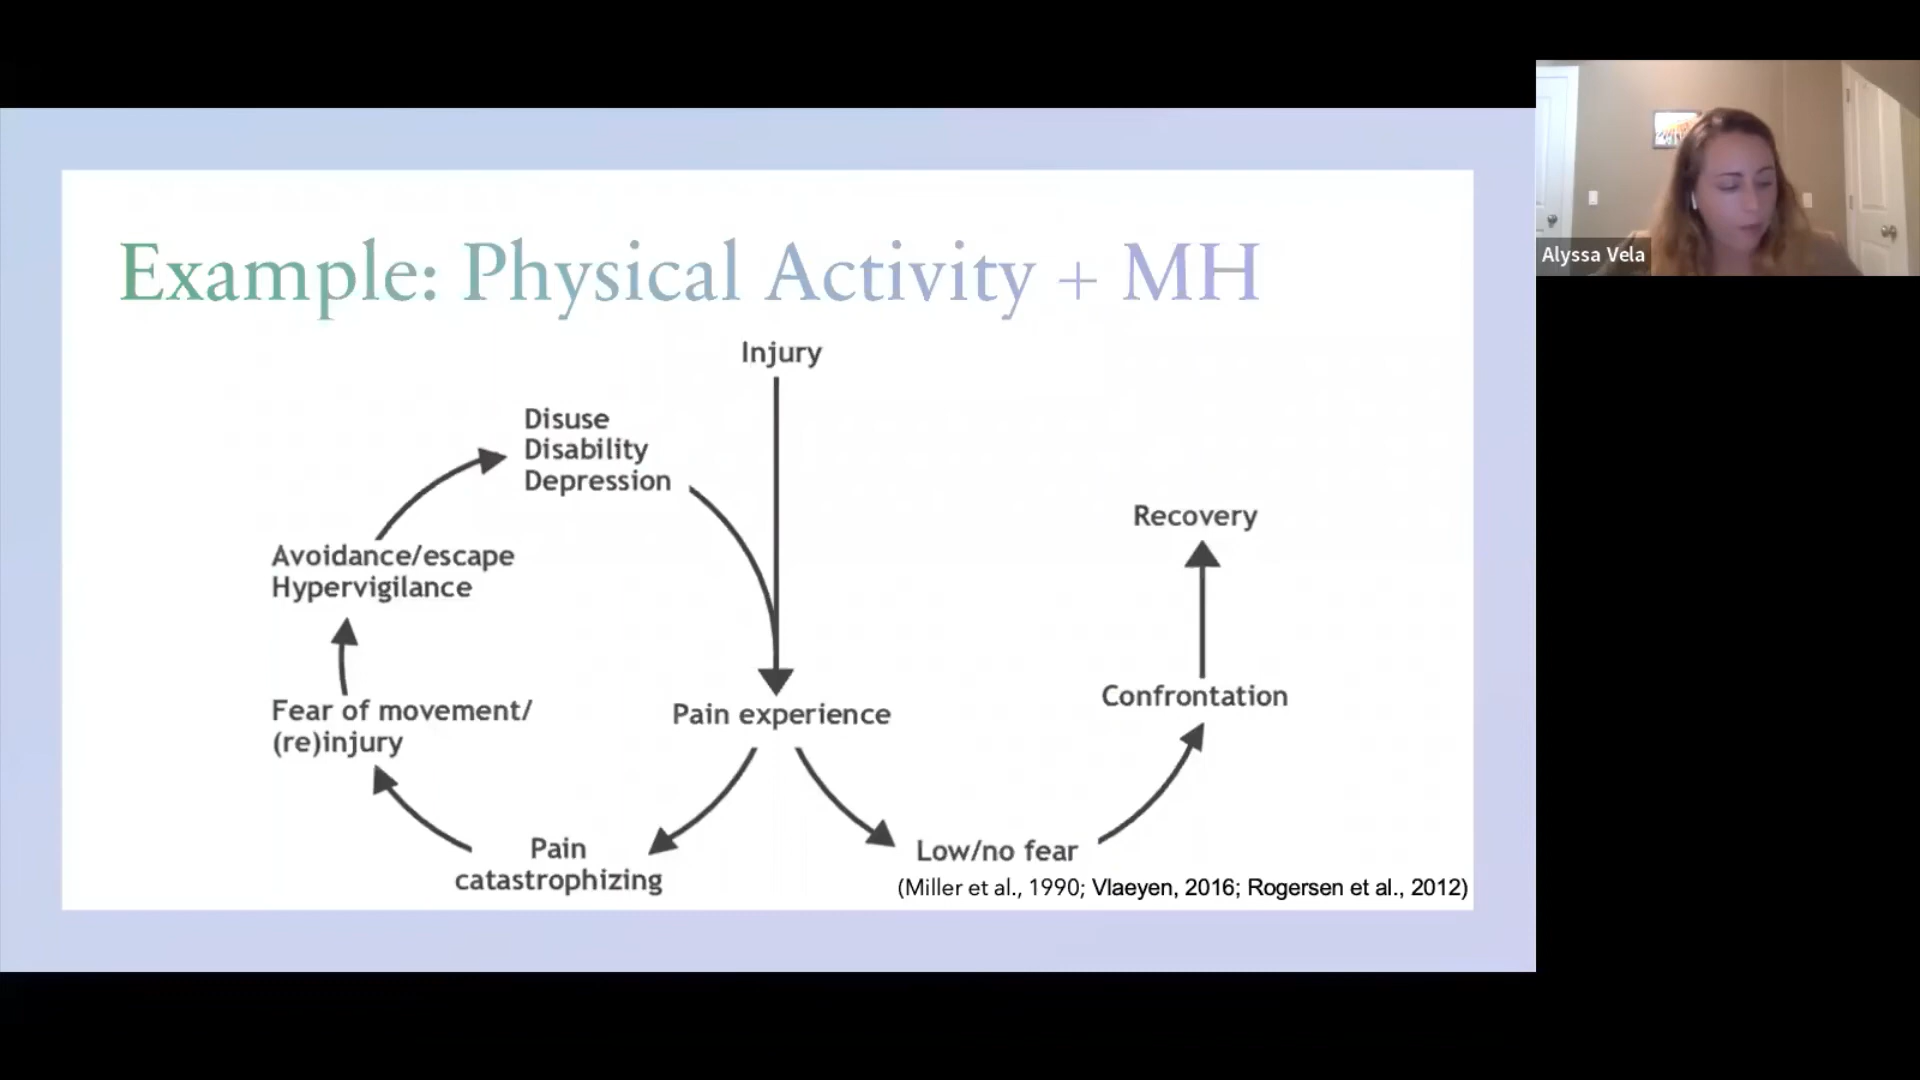 Example: Physical Activity + MH
Injury
Disuse
Disability
Depression
Avoidance/escape
Hypervigilance
Fear of movement/
(re)injury
Pain
catastrophizing
Pain experience
Low/no fear
Confrontation
Recovery
(Miller et al., 1990; Vlaeyen, 2016; Rogersen et al., 2012)
Alyssa Vela